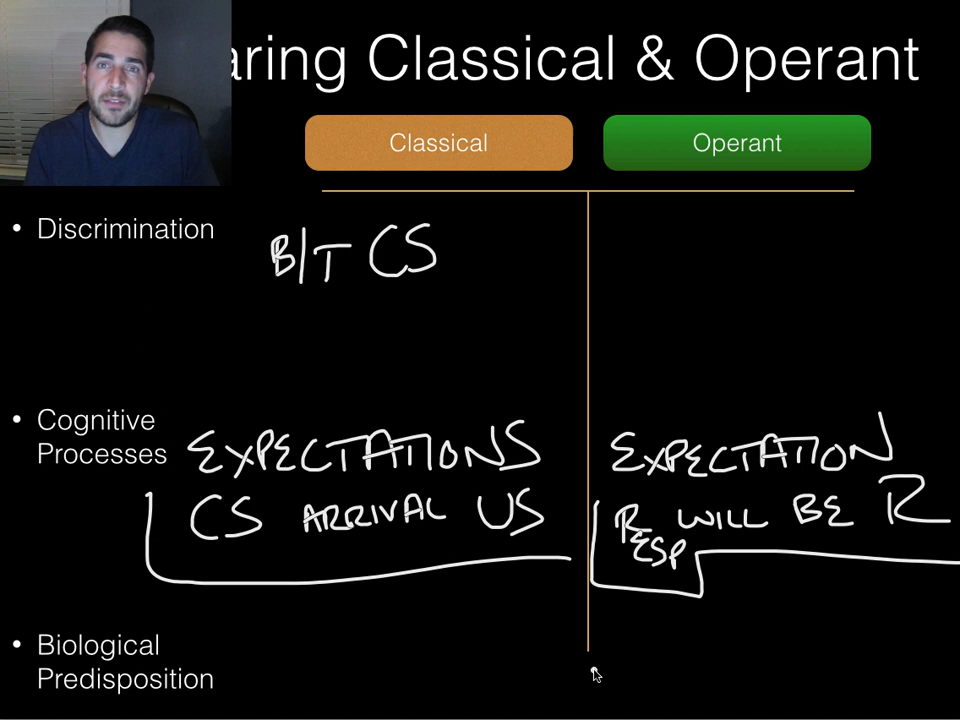 aring Classical & Operant
Classical
Operant
• Discrimination
B/T CS
• Cognitive
Processes
EXPECTATIONS
CS ARRIVAL US
EXPECTATION
RESP WILL BE R
• Biological
Predisposition